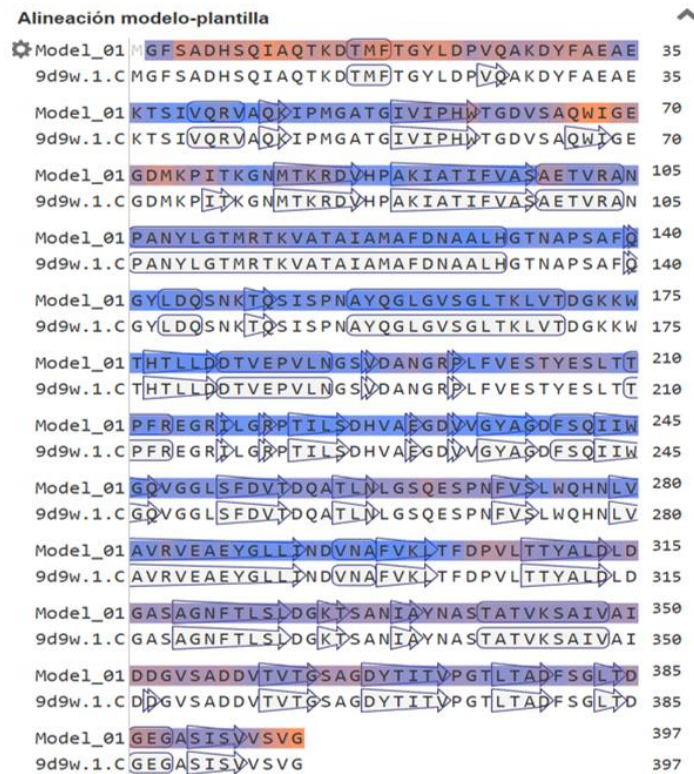 Alineación modelo-plantilla
Model_01 MGFSADHSQIAQTKDTMFTGYLDPVQAKDYFAEAE 35
9d9w.1.C MGFSADHSQIAQTKDTMFTGYLDPVQAKDYFAEAE 35
Model_01 KTSIVQRVAQKIPMGATGIVIPHWTGDVSAQWIGE 70
9d9w.1.C KTSIVQRVAQKIPMGATGIVIPHWTGDVSAQWIGE 70
Model_01 GDMKPITKGNMTKRDVHPAKIATIFVASAETVRAN 105
9d9w.1.C GDMKPITKGNMTKRDVHPAKIATIFVASAETVRAN 105
Model_01 PANYLGTMRTKVATAIAMAFDNAALHGTNAPSAFQ 140
9d9w.1.C PANYLGTMRTKVATAIAMAFDNAALHGTNAPSAFQ 140
Model_01 GYLDQSNKTQSISPNAYQGLGVSGLTKLVTDGKKW 175
9d9w.1.C GYLDQSNKTQSISPNAYQGLGVSGLTKLVTDGKKW 175
Model_01 THTLLDDTVEPVLNGSVDANGRPLFVESTYESLTT 210
9d9w.1.C THTLLDDTVEPVLNGSVDANGRPLFVESTYESLTT 210
Model_01 PFREGRILGRPTILSDHVAEGDVVGYAGDFSQIIW 245
9d9w.1.C PFREGRILGRPTILSDHVAEGDVVGYAGDFSQIIW 245
Model_01 GQVGGLSFDVTDQATLNLGSQESPNFVSLWQHNLV 280
9d9w.1.C GQVGGLSFDVTDQATLNLGSQESPNFVSLWQHNLV 280
Model_01 AVRVEAEYGLLINDVNAFVKLTFDPVLTTYALDLD 315
9d9w.1.C AVRVEAEYGLLINDVNAFVKLTFDPVLTTYALDLD 315
Model_01 GASAGNFTLSLDGKTSANIAYNASTATVKSAIVAI 350
9d9w.1.C GASAGNFTLSLDGKTSANIAYNASTATVKSAIVAI 350
Model_01 DDGVSADDVTVTGSAGDYTITVPGTLTADFSGLTD 385
9d9w.1.C DDGVSADDVTVTGSAGDYTITVPGTLTADFSGLTD 385
Model_01 GEGASISVVSVG 397
9d9w.1.C GEGASISVVSVG 397